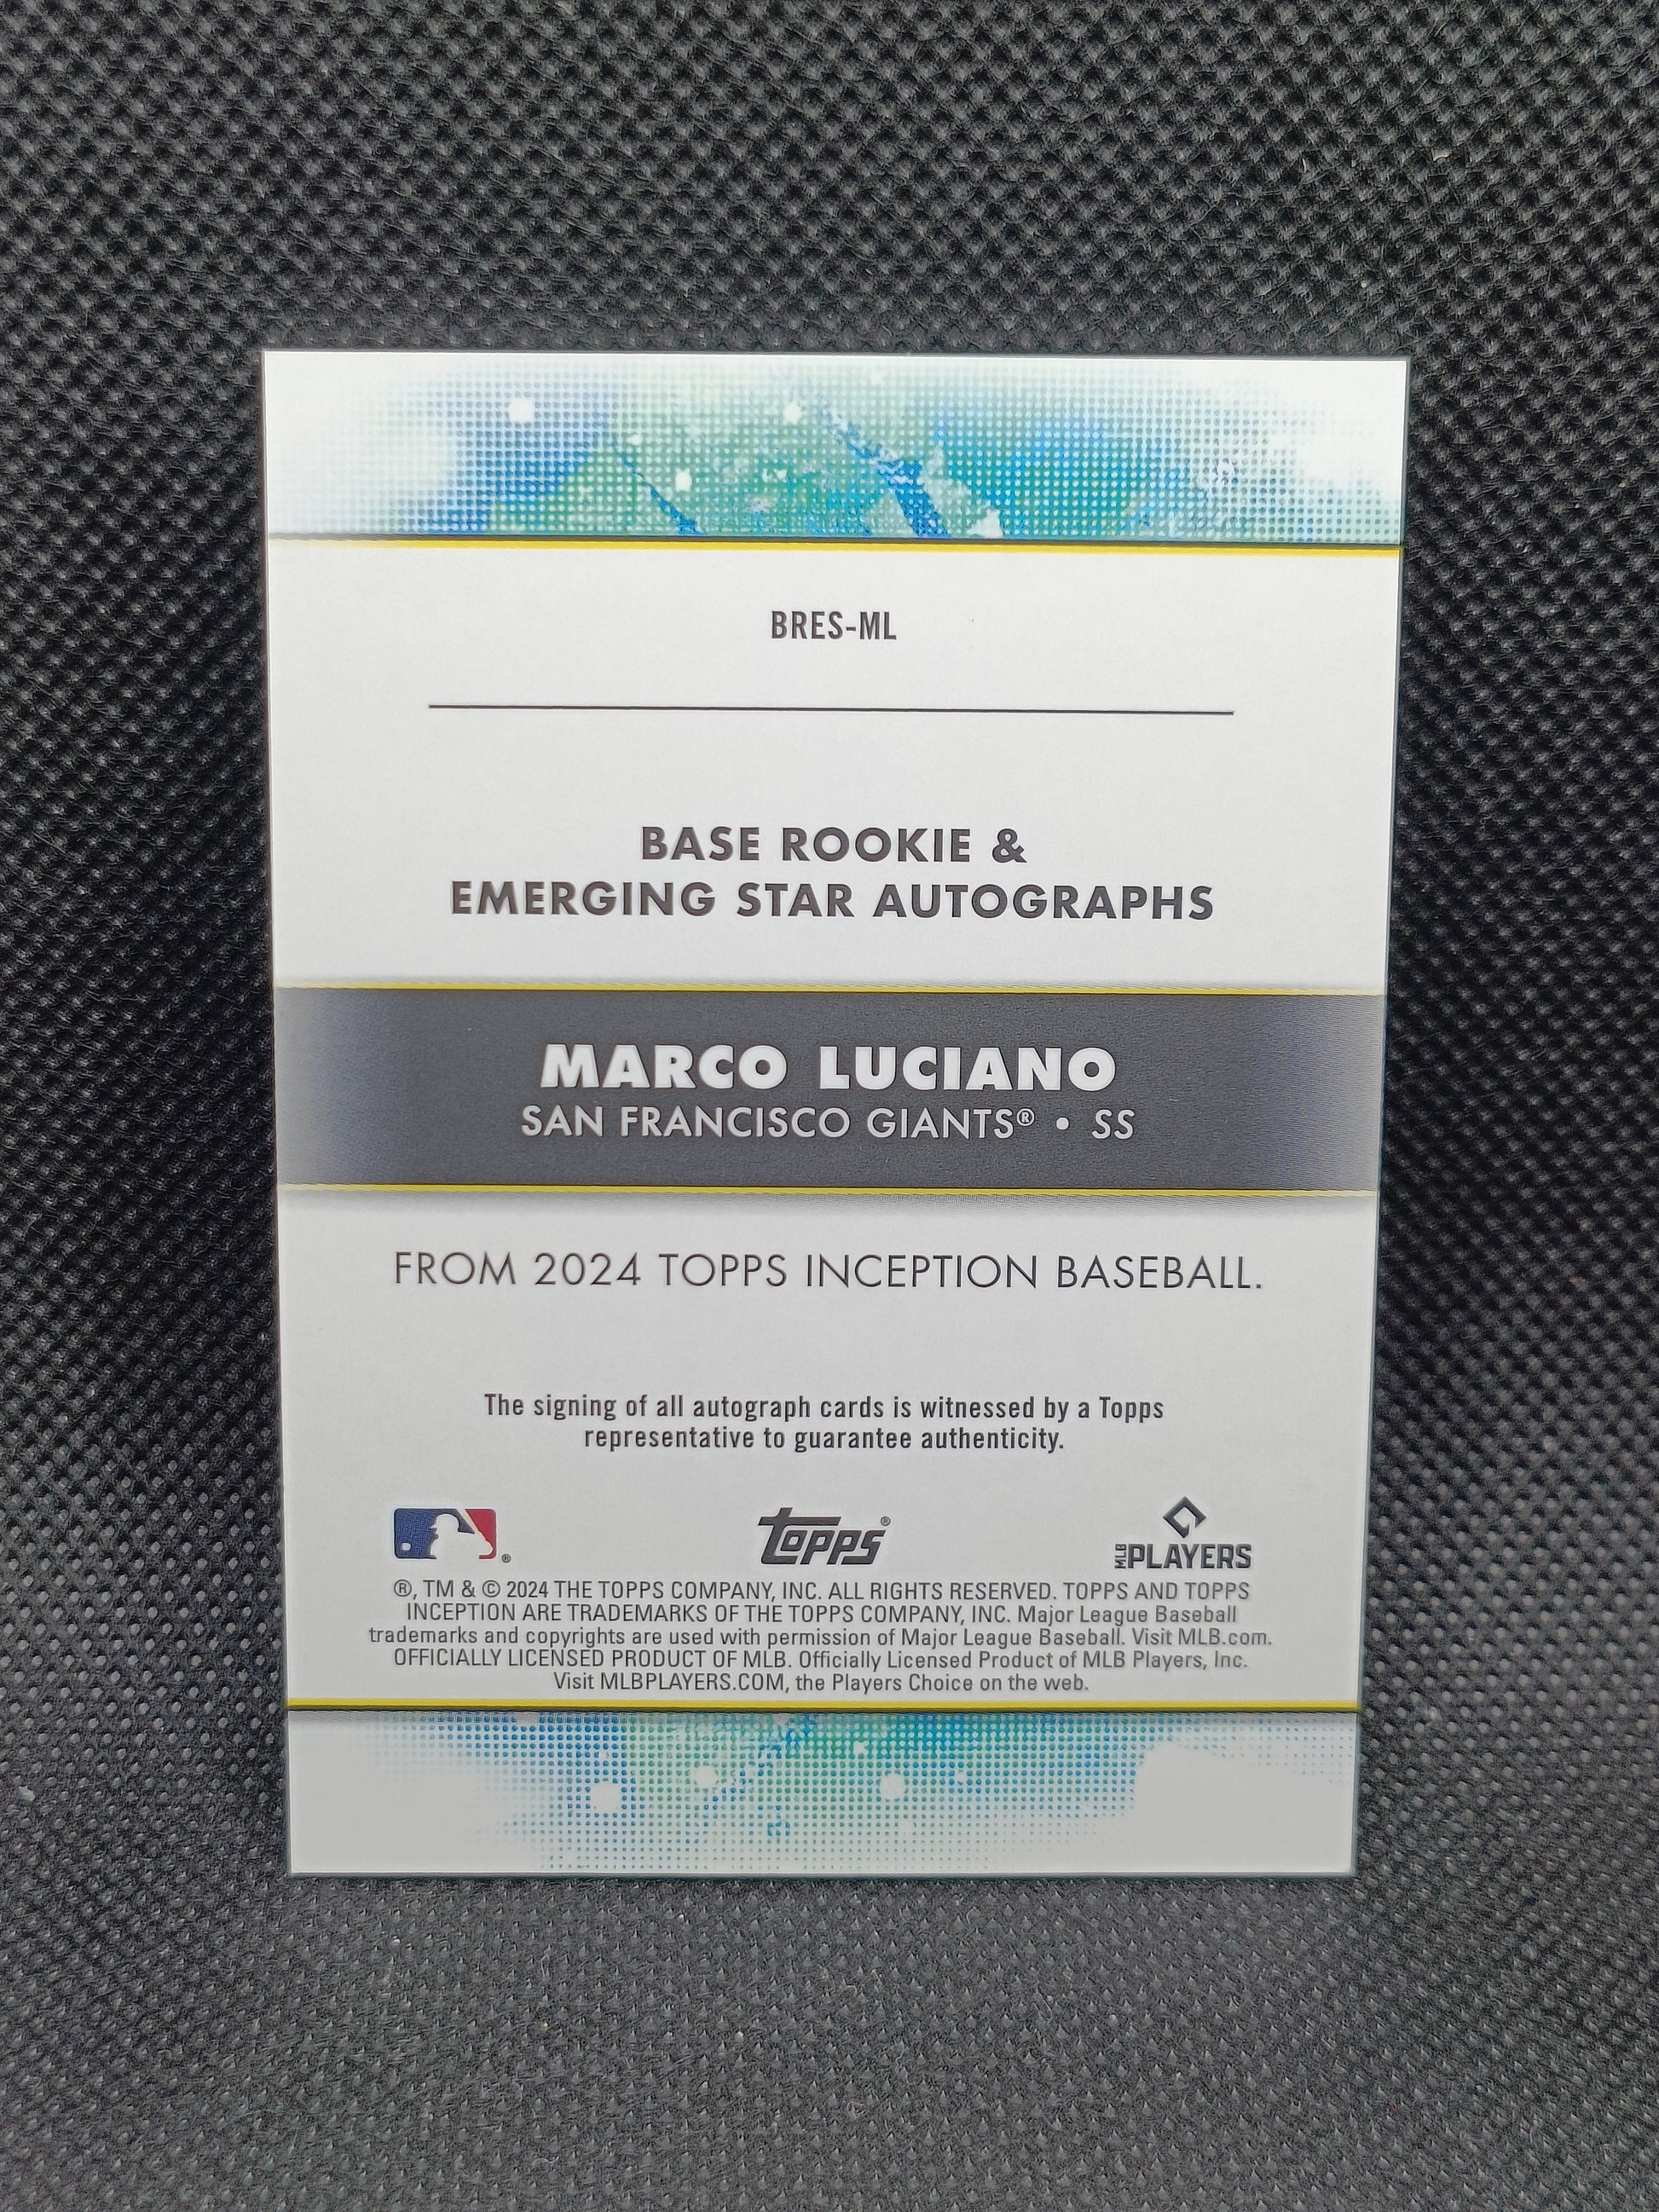 BRES-ML
BASE ROOKIE &
EMERGING STAR AUTOGRAPHS
MARCO LUCIANO
SAN FRANCISCO GIANTS® • SS
FROM 2024 TOPPS INCEPTION BASEBALL.
The signing of all autograph cards is witnessed by a Topps
representative to guarantee authenticity.
®
topps®
MLB PLAYERS
®, TM & © 2024 THE TOPPS COMPANY, INC. ALL RIGHTS RESERVED. TOPPS AND TOPPS
INCEPTION ARE TRADEMARKS OF THE TOPPS COMPANY, INC. Major League Baseball
trademarks and copyrights are used with permission of Major League Baseball. Visit MLB.com.
OFFICIALLY LICENSED PRODUCT OF MLB. Officially Licensed Product of MLB Players, Inc.
Visit MLBPLAYERS.COM, the Players Choice on the web.